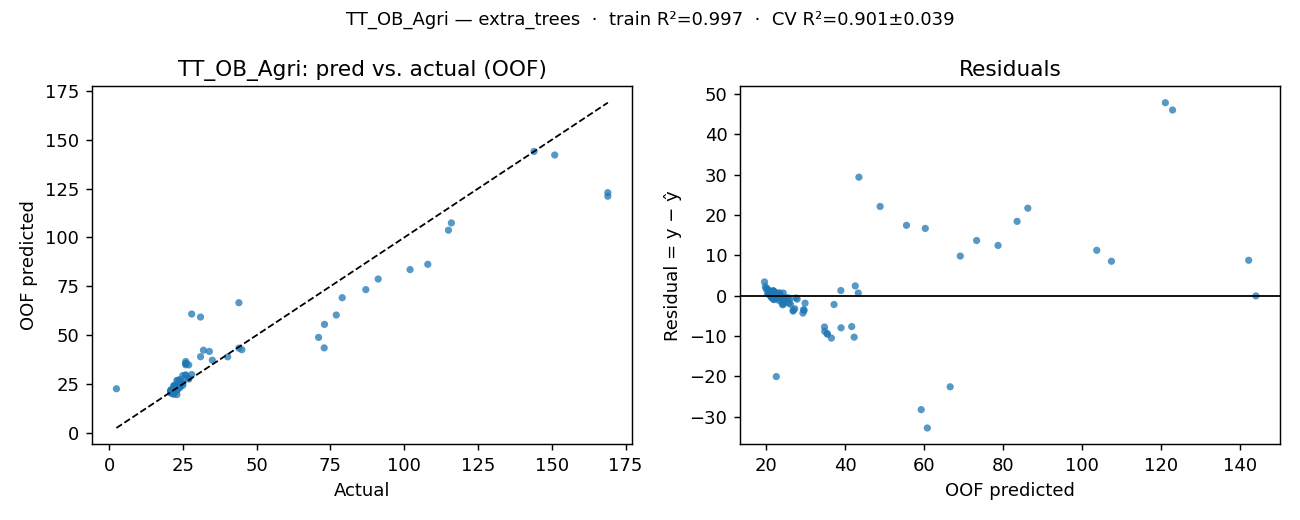 TT_OB_Agri — extra_trees · train R²=0.997 · CV R²=0.901±0.039
TT_OB_Agri: pred vs. actual (OOF)
175
150
125
100
75
50
25
0
OOF predicted
0 25 50 75 100 125 150 175
Actual
Residuals
50
40
30
20
10
0
−10
−20
−30
Residual = y − ŷ
20 40 60 80 100 120 140
OOF predicted